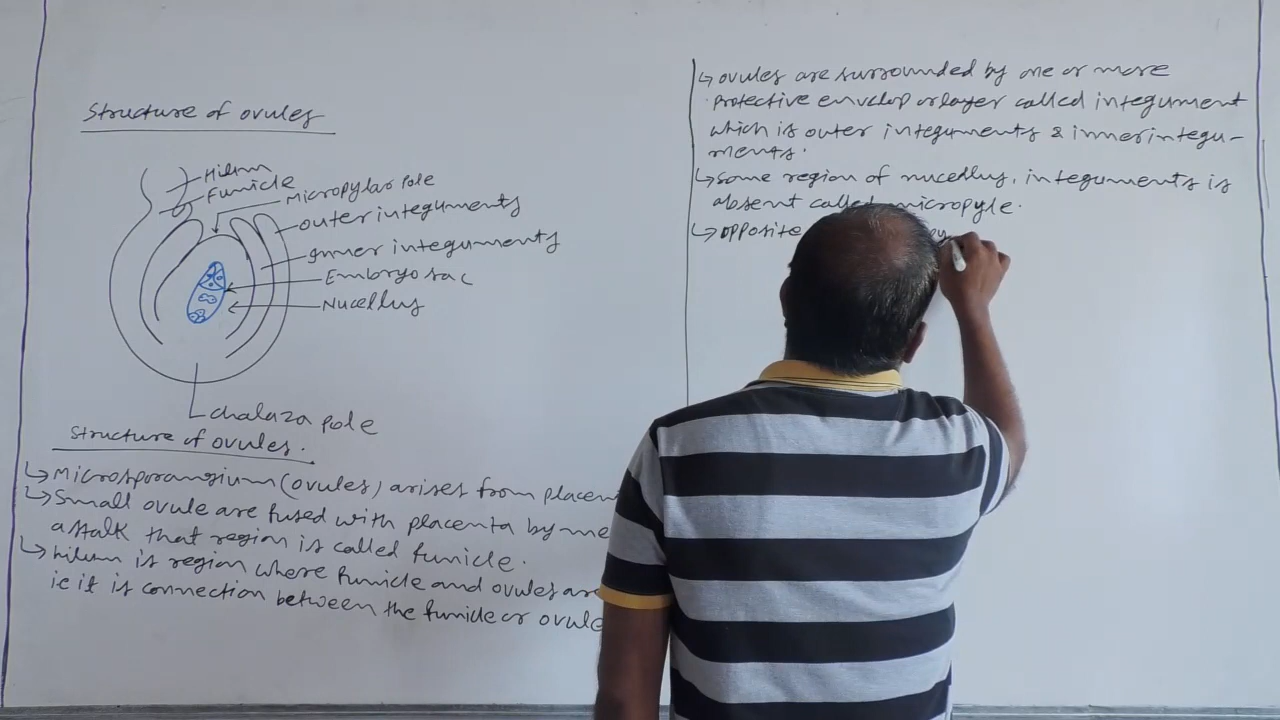 Structure of ovules
Hilum
Funicle
Micropylar pole
outer integuments
Inner integuments
Embryo sac
Nucellus
chalaza pole
Structure of ovules.
↳ Microsporangium (ovules) arises from placen
↳ Small ovule are fused with placenta by me
a stalk that region is called funicle.
↳ hilum is region where funicle and ovules are
ie it is connection between the funicle or ovule
↳ ovules are surrounded by one or more
protective envelop or layer called integument
which is outer integuments & inner integu-
ments.
↳ Some region of nucellus, integuments is
absent called micropyle.
↳ opposite